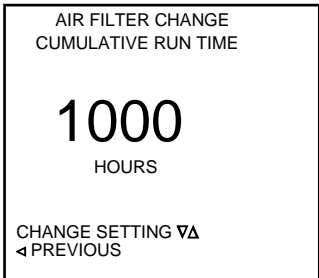 AIR FILTER CHANGE
CUMULATIVE RUN TIME
1000
HOURS
CHANGE SETTING ∇∆
⊲ PREVIOUS